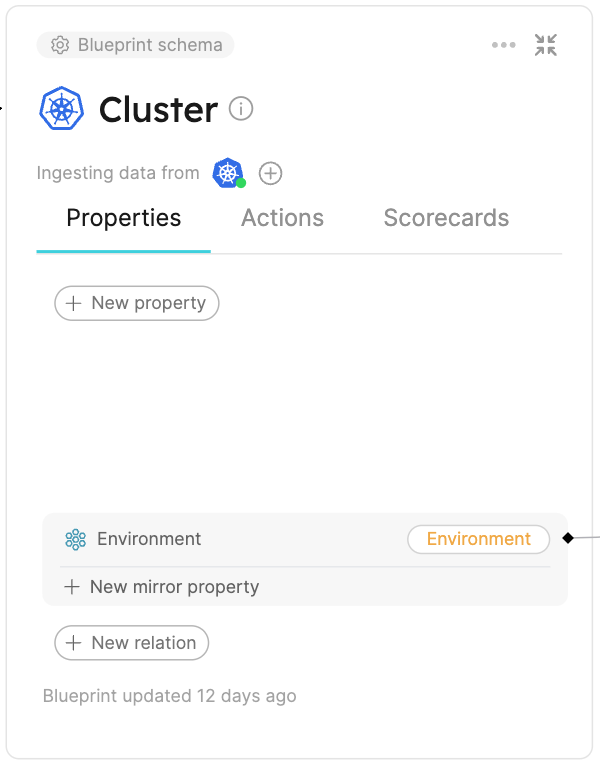 Blueprint schema
Cluster
Ingesting data from
Properties Actions Scorecards
New property
Environment Environment
New mirror property
New relation
Blueprint updated 12 days ago